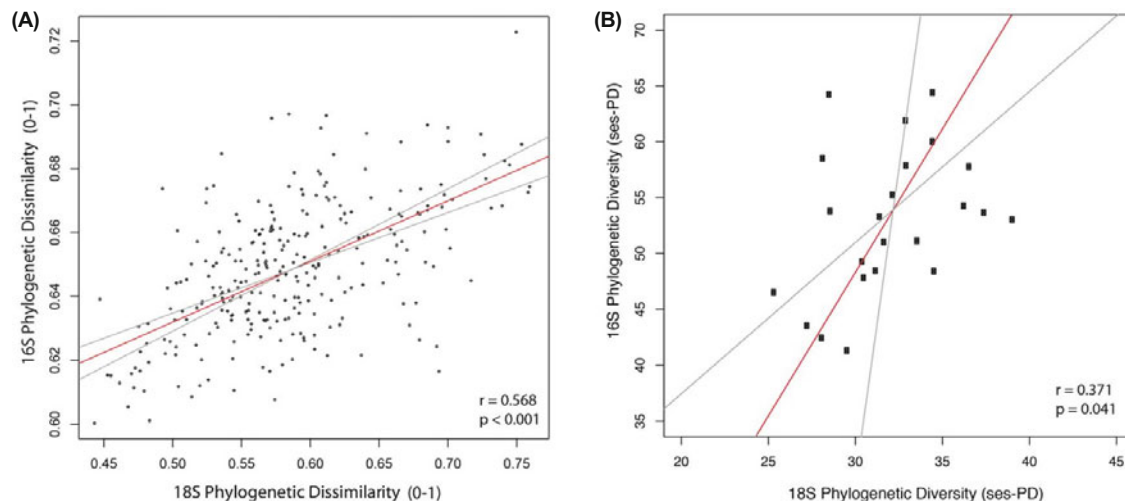 (A)
16S Phylogenetic Dissimilarity (0-1)
0.72
0.70
0.68
0.66
0.64
0.62
0.60
r = 0.568
p < 0.001
0.45 0.50 0.55 0.60 0.65 0.70 0.75
18S Phylogenetic Dissimilarity (0-1)
(B)
16S Phylogenetic Diversity (ses-PD)
70
65
60
55
50
45
40
35
r = 0.371
p = 0.041
20 25 30 35 40 45
18S Phylogenetic Diversity (ses-PD)